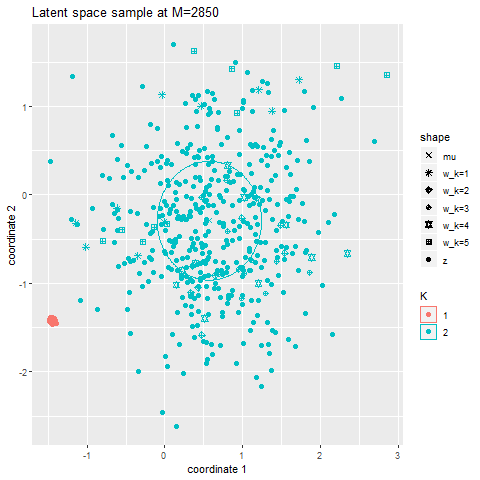 Latent space sample at M=2850
coordinate 2
1
0
-1
-2
-1
0
1
2
3
coordinate 1
shape
mu
w_k=1
w_k=2
w_k=3
w_k=4
w_k=5
z
K
1
2